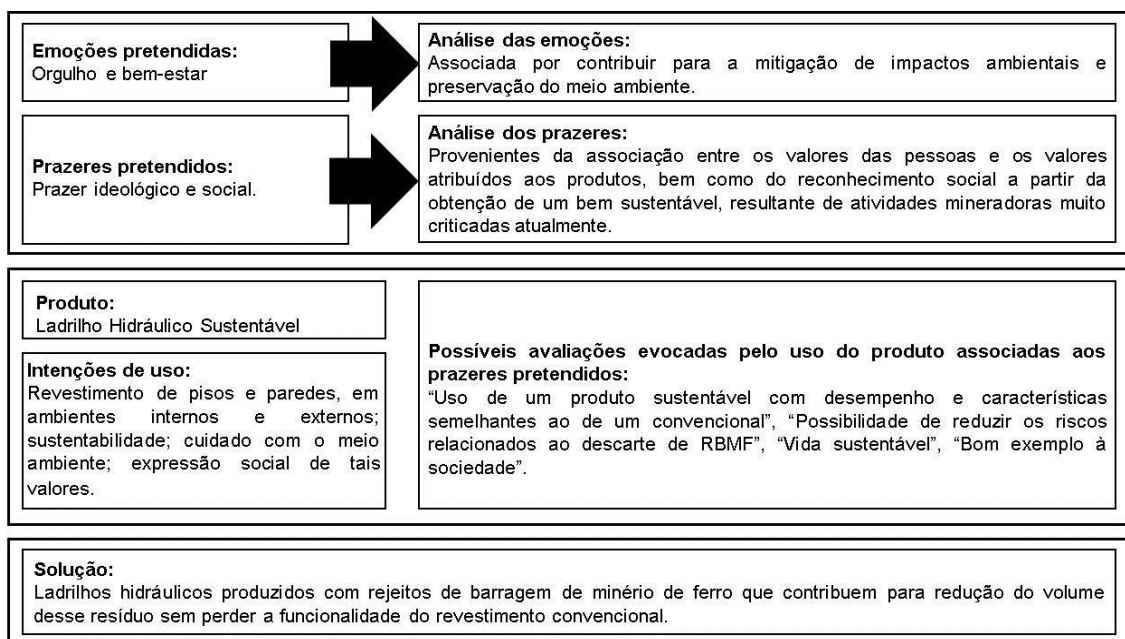 Emoções pretendidas:
Orgulho e bem-estar
Análise das emoções:
Associada por contribuir para a mitigação de impactos ambientais e
preservação do meio ambiente.
Prazeres pretendidos:
Prazer ideológico e social.
Análise dos prazeres:
Provenientes da associação entre os valores das pessoas e os valores
atribuídos aos produtos, bem como do reconhecimento social a partir da
obtenção de um bem sustentável, resultante de atividades mineradoras muito
criticadas atualmente.
Produto:
Ladrilho Hidráulico Sustentável
Intenções de uso:
Revestimento de pisos e paredes, em
ambientes internos e externos;
sustentabilidade; cuidado com o meio
ambiente; expressão social de tais
valores.
Possíveis avaliações evocadas pelo uso do produto associadas aos
prazeres pretendidos:
“Uso de um produto sustentável com desempenho e características
semelhantes ao de um convencional”, “Possibilidade de reduzir os riscos
relacionados ao descarte de RBMF”, “Vida sustentável”, “Bom exemplo à
sociedade”.
Solução:
Ladrilhos hidráulicos produzidos com rejeitos de barragem de minério de ferro que contribuem para redução do volume
desse resíduo sem perder a funcionalidade do revestimento convencional.